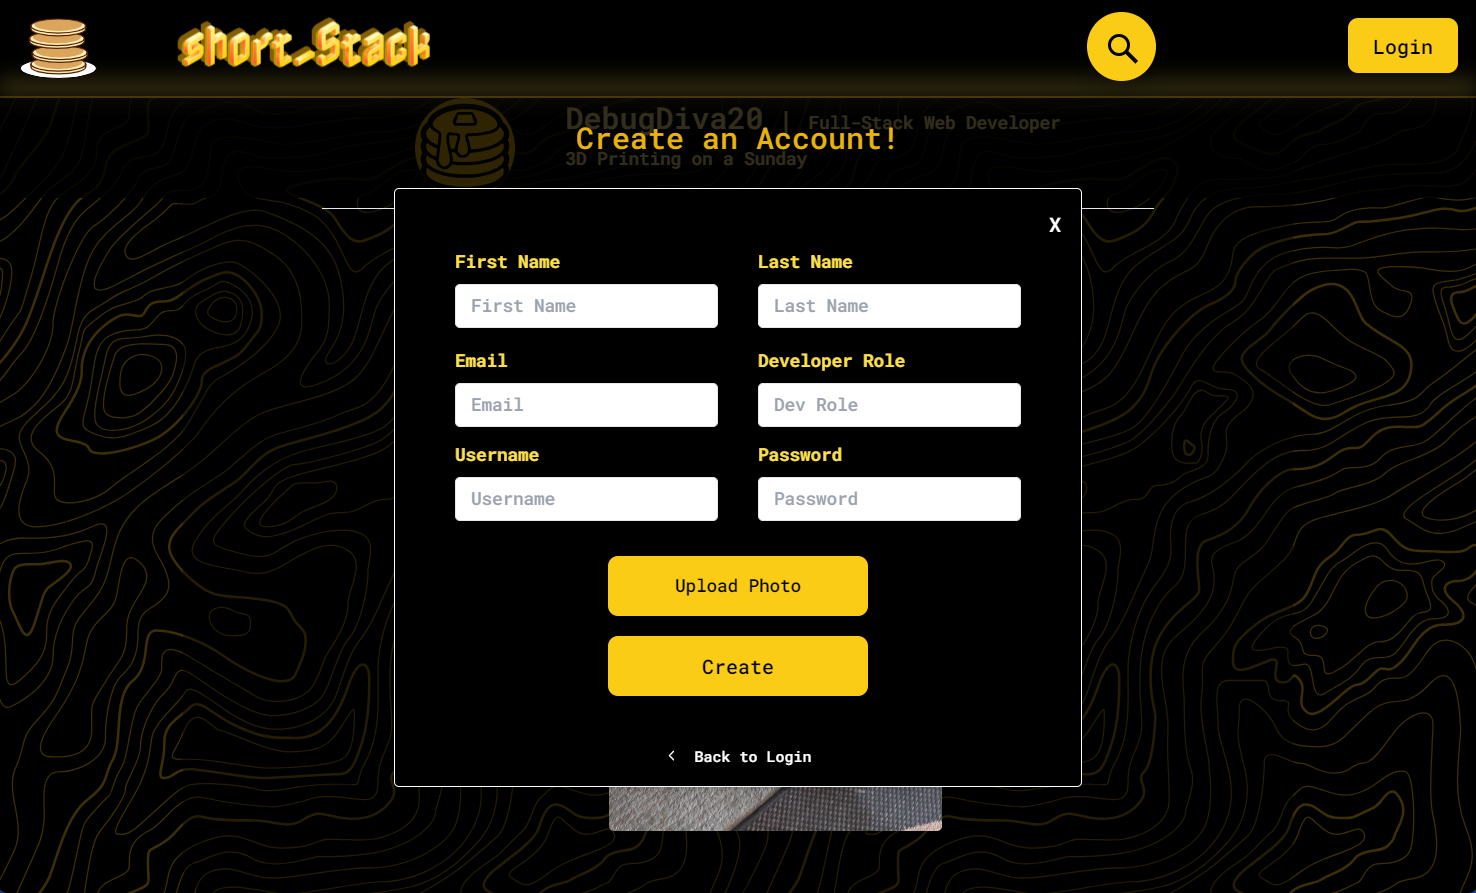 short_Stack
Login
DebugDiva20 | Full-Stack Web Developer
Create an Account!
3D Printing on a Sunday
X
First Name
Last Name
First Name
Last Name
Email
Developer Role
Email
Dev Role
Username
Password
Username
Password
Upload Photo
Create
< Back to Login